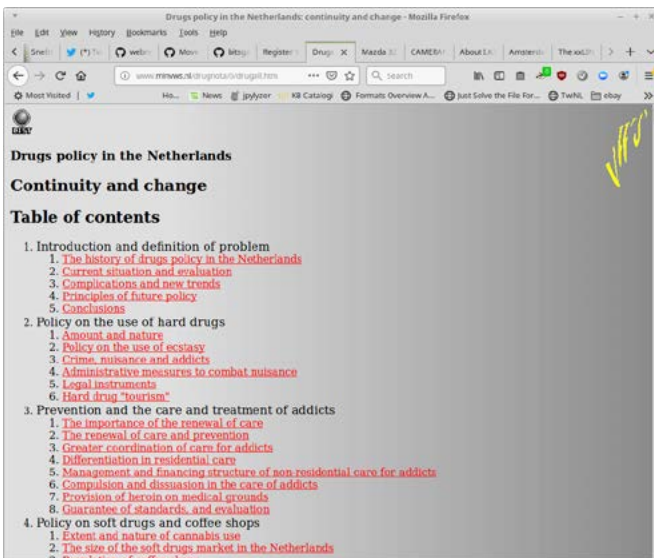 Drugs policy in the Netherlands: continuity and change - Mozilla Firefox
File Edit View History Bookmarks Tools Help
Snel Mov Register Drugs Mazda CAMERA About IA Amsterd
www.minvws.nl/drugnota/0/drugall.htm Search
Most Visited Ho... News jpylyzer KB Catalogi Formats Overview A... Just Solve the File For... TwiNL ebay
BEST
VWS
Drugs policy in the Netherlands
Continuity and change
Table of contents
1. Introduction and definition of problem
1. The history of drugs policy in the Netherlands
2. Current situation and evaluation
3. Complications and new trends
4. Principles of future policy
5. Conclusions
2. Policy on the use of hard drugs
1. Amount and nature
2. Policy on the use of ecstasy
3. Crime, nuisance and addicts
4. Administrative measures to combat nuisance
5. Legal instruments
6. Hard drug "tourism"
3. Prevention and the care and treatment of addicts
1. The importance of the renewal of care
2. The renewal of care and prevention
3. Greater coordination of care for addicts
4. Differentiation in residential care
5. Management and financing structure of non-residential care for addicts
6. Compulsion and dissuasion in the care of addicts
7. Provision of heroin on medical grounds
8. Guarantee of standards, and evaluation
4. Policy on soft drugs and coffee shops
1. Extent and nature of cannabis use
2. The size of the soft drugs market in the Netherlands